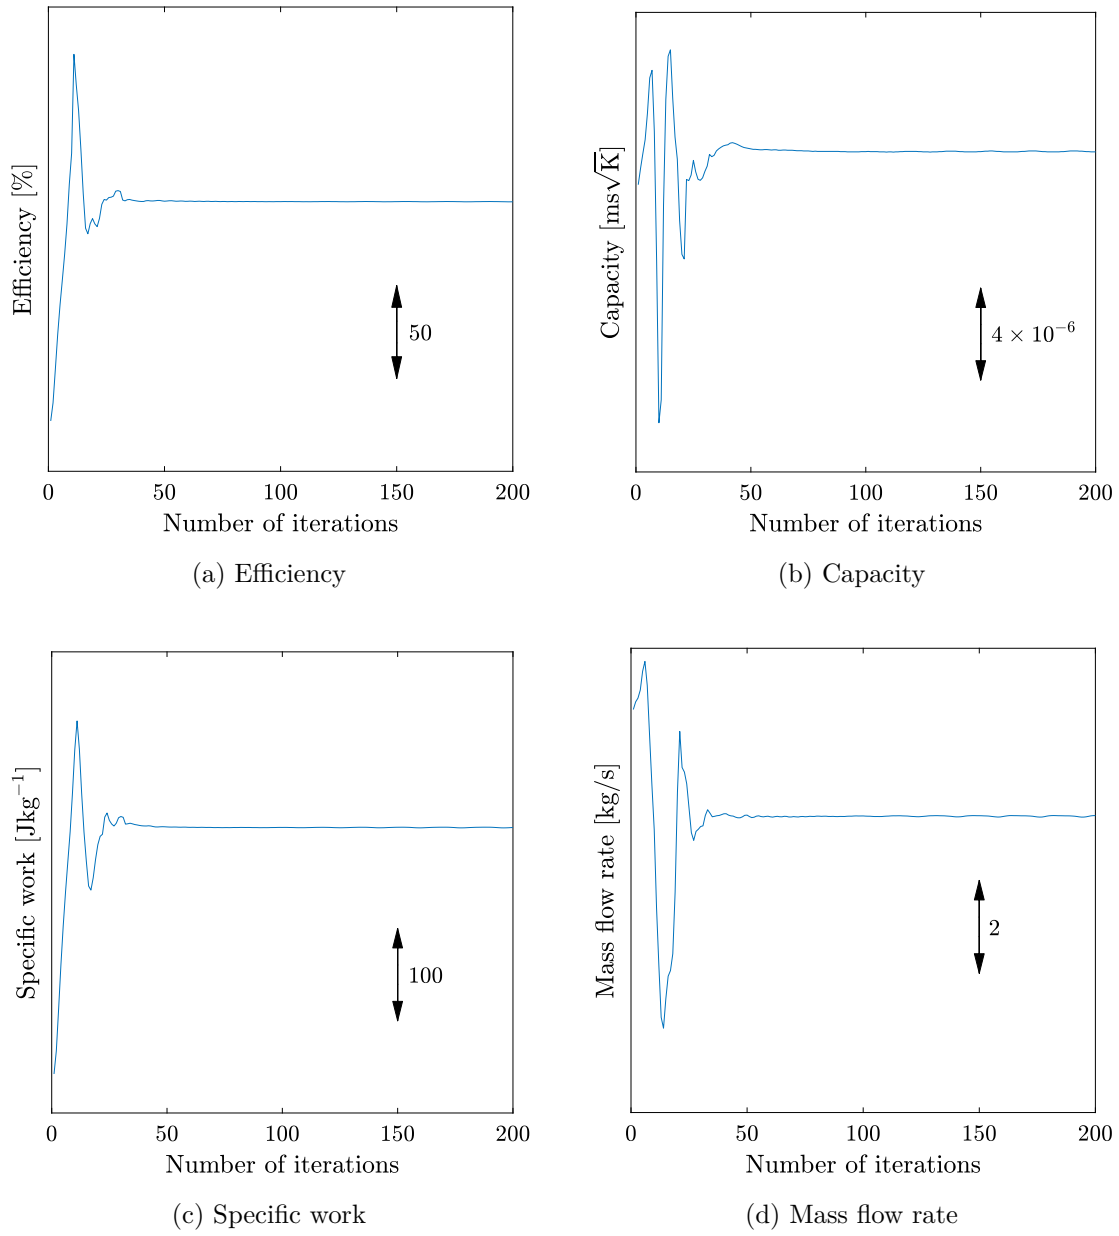 Efficiency [%]
50
0 50 100 150 200
Number of iterations
(a) Efficiency
Capacity [ms√K]
4 × 10⁻⁶
0 50 100 150 200
Number of iterations
(b) Capacity
Specific work [Jkg⁻¹]
100
0 50 100 150 200
Number of iterations
(c) Specific work
Mass flow rate [kg/s]
2
0 50 100 150 200
Number of iterations
(d) Mass flow rate